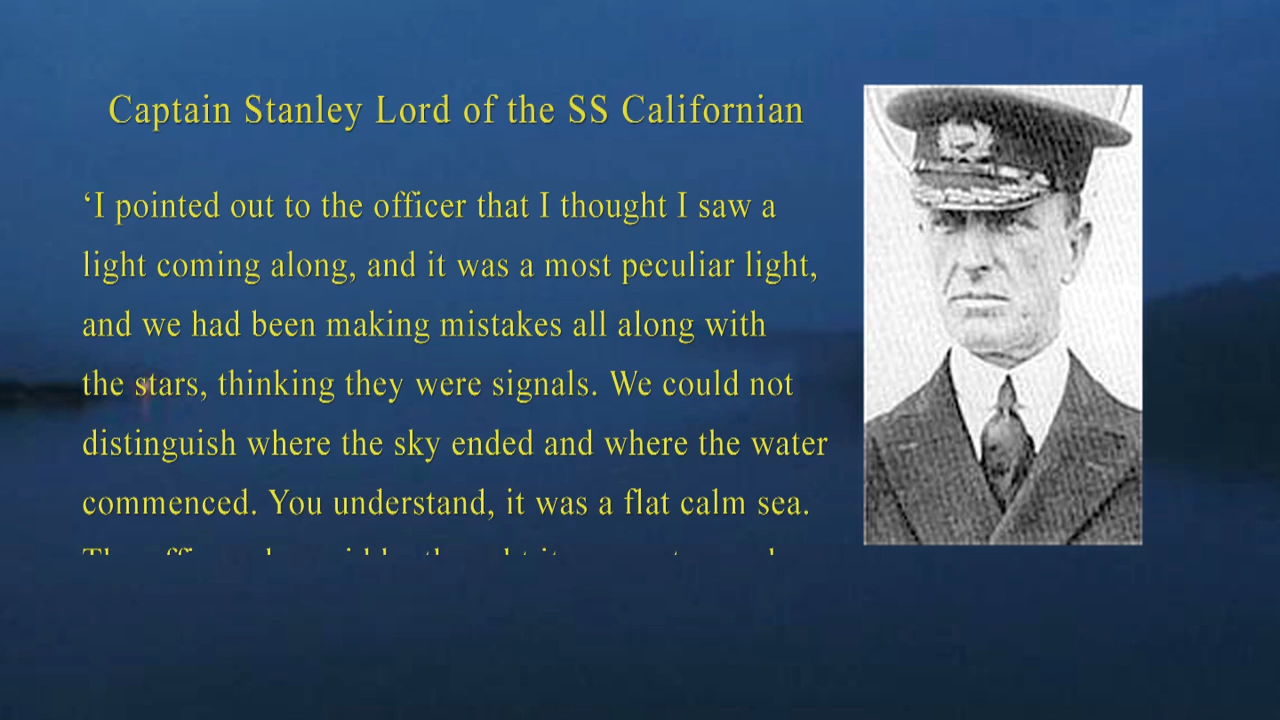 Captain Stanley Lord of the SS Californian
‘I pointed out to the officer that I thought I saw a
light coming along, and it was a most peculiar light,
and we had been making mistakes all along with
the stars, thinking they were signals. We could not
distinguish where the sky ended and where the water
commenced. You understand, it was a flat calm sea.